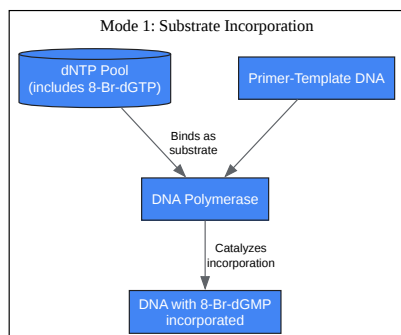 Mode 1: Substrate Incorporation
dNTP Pool
(includes 8-Br-dGTP)
Primer-Template DNA
Binds as
substrate
DNA Polymerase
Catalyzes
incorporation
DNA with 8-Br-dGMP
incorporated